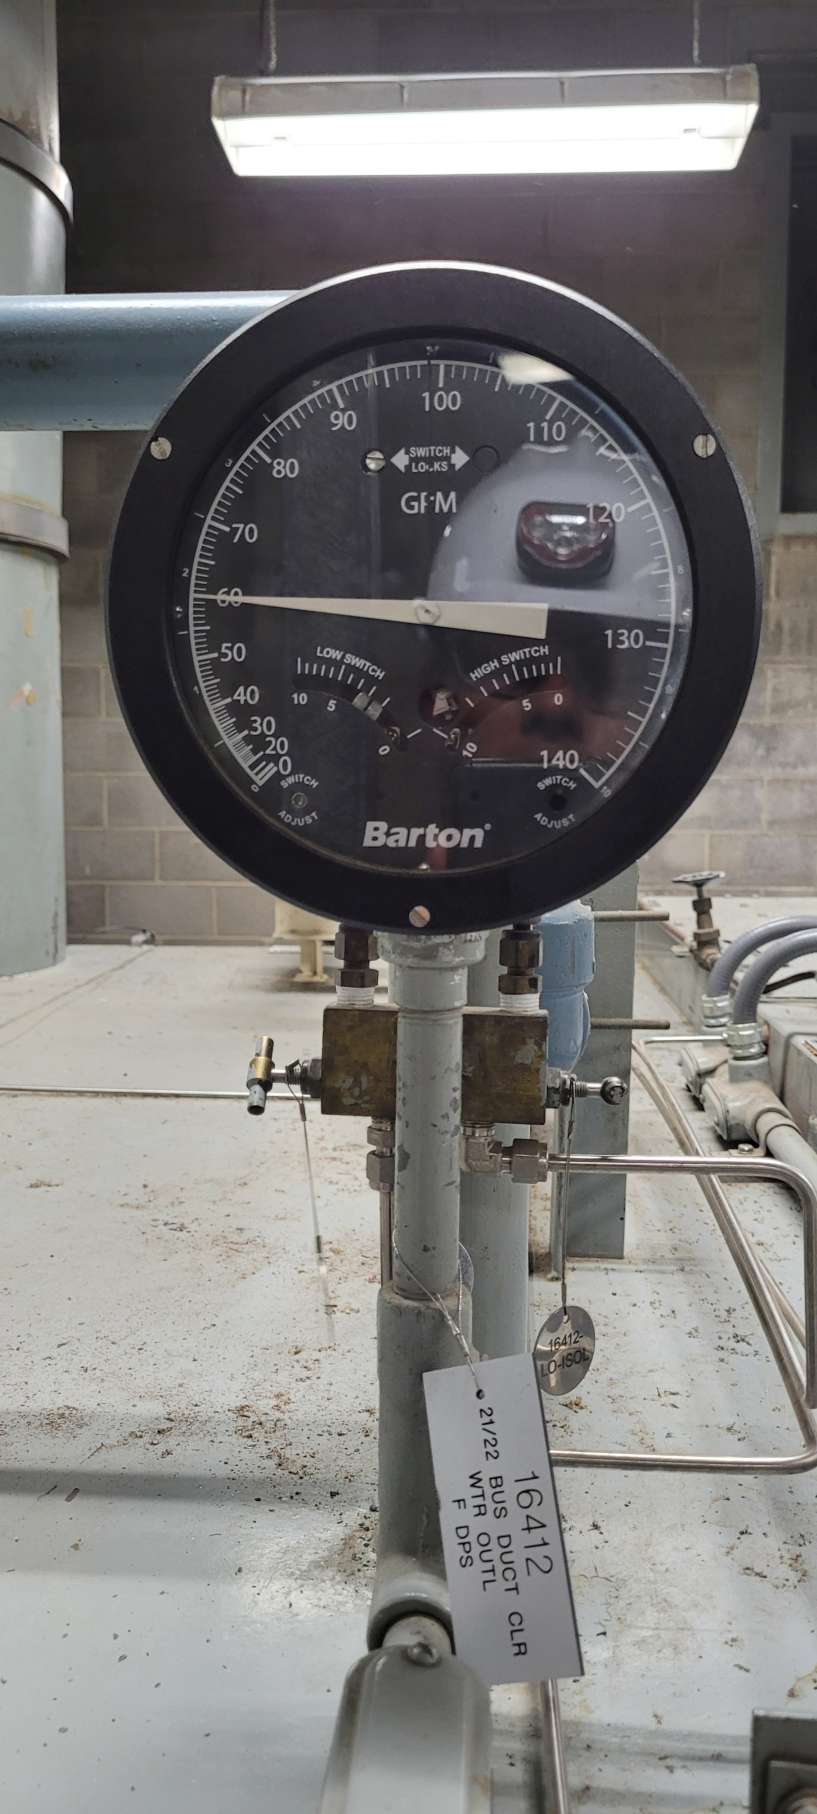 100
90
110
80
SWITCH
LOCKS
GPM
120
70
60
LOW SWITCH
HIGH SWITCH
50
130
10
5
0
10
5
0
40
30
20
0
140
SWITCH
ADJUST
SWITCH
ADJUST
Barton
16412-
LO-ISOL
16412
21/22 BUS DUCT CLR
WTR OUTL
F DPS